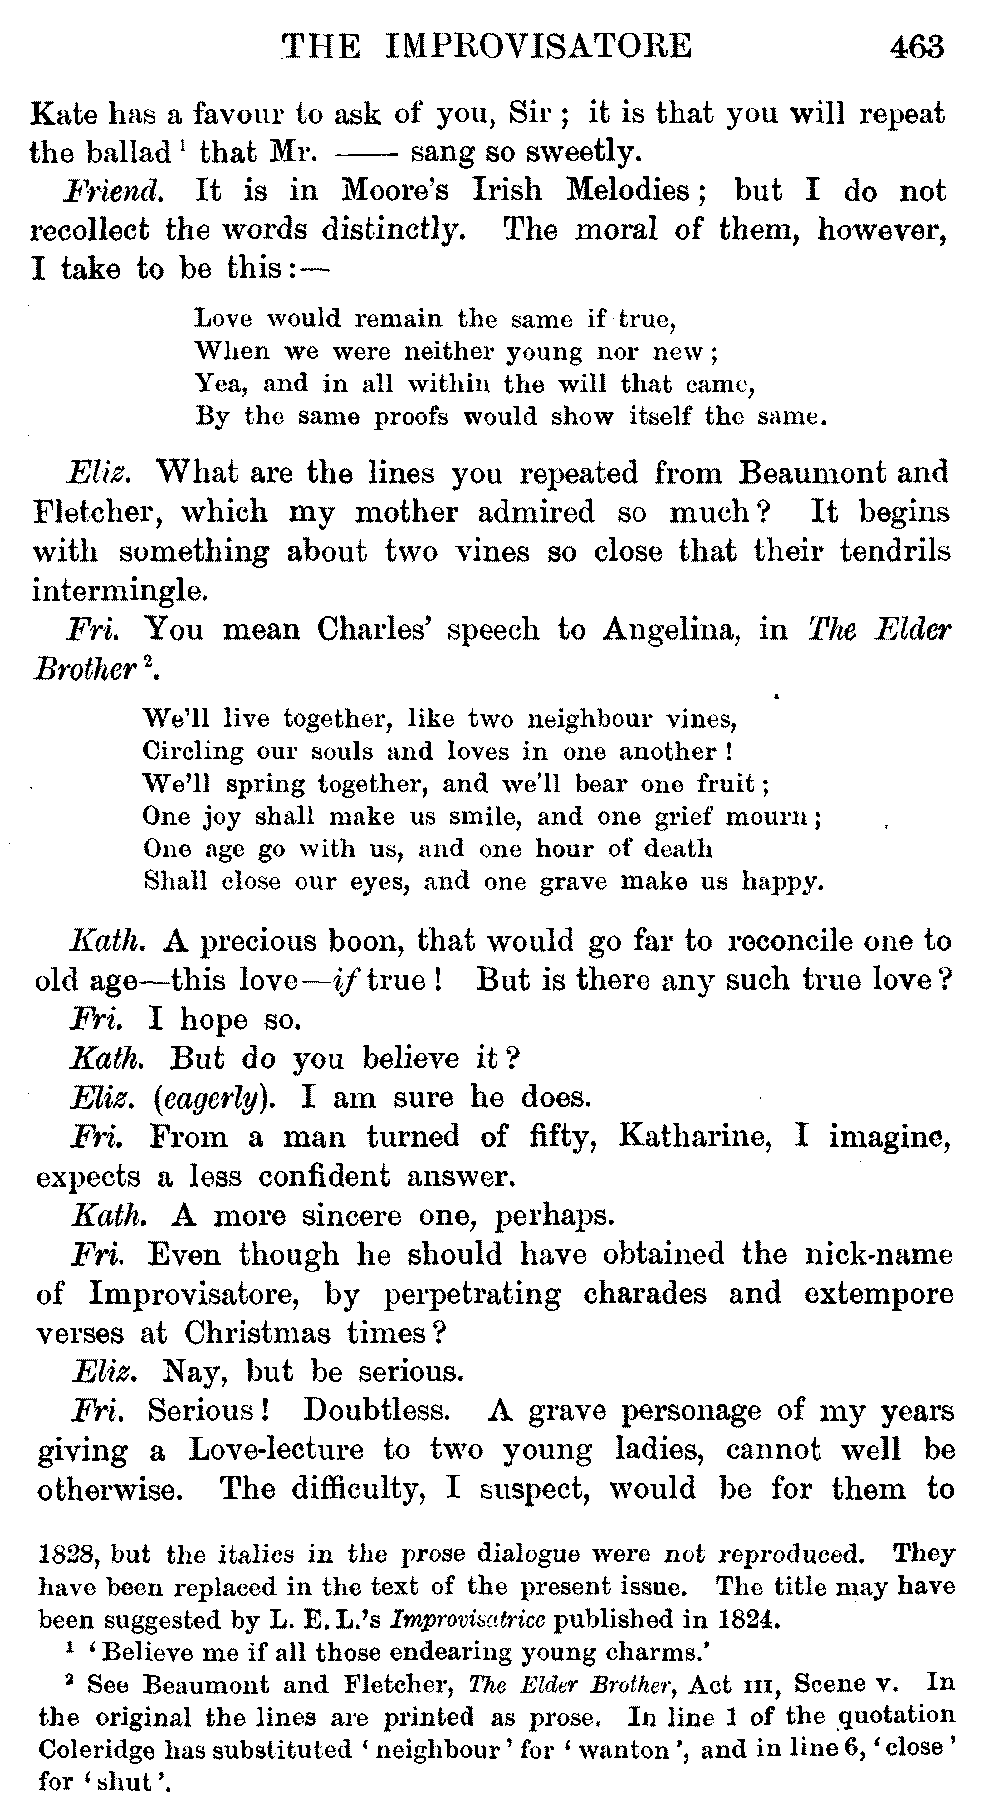 THE IMPROVISATORE 463
Kate has a favour to ask of you, Sir ; it is that you will repeat
the ballad ¹ that Mr. —— sang so sweetly.
Friend. It is in Moore's Irish Melodies ; but I do not
recollect the words distinctly. The moral of them, however,
I take to be this :—
Love would remain the same if true,
When we were neither young nor new ;
Yea, and in all within the will that came,
By the same proofs would show itself the same.
Eliz. What are the lines you repeated from Beaumont and
Fletcher, which my mother admired so much ? It begins
with something about two vines so close that their tendrils
intermingle.
Fri. You mean Charles' speech to Angelina, in The Elder
Brother ².
We'll live together, like two neighbour vines,
Circling our souls and loves in one another !
We'll spring together, and we'll bear one fruit ;
One joy shall make us smile, and one grief mourn ;
One age go with us, and one hour of death
Shall close our eyes, and one grave make us happy.
Kath. A precious boon, that would go far to reconcile one to
old age—this love—if true ! But is there any such true love ?
Fri. I hope so.
Kath. But do you believe it ?
Eliz. (eagerly). I am sure he does.
Fri. From a man turned of fifty, Katharine, I imagine,
expects a less confident answer.
Kath. A more sincere one, perhaps.
Fri. Even though he should have obtained the nick-name
of Improvisatore, by perpetrating charades and extempore
verses at Christmas times ?
Eliz. Nay, but be serious.
Fri. Serious ! Doubtless. A grave personage of my years
giving a Love-lecture to two young ladies, cannot well be
otherwise. The difficulty, I suspect, would be for them to
1828, but the italics in the prose dialogue were not reproduced. They
have been replaced in the text of the present issue. The title may have
been suggested by L. E. L.'s Improvisatrice published in 1824.
¹ ‘ Believe me if all those endearing young charms.’
² See Beaumont and Fletcher, The Elder Brother, Act III, Scene v. In
the original the lines are printed as prose. In line 1 of the quotation
Coleridge has substituted ‘ neighbour ’ for ‘ wanton ’, and in line 6, ‘ close ’
for ‘ shut ’.